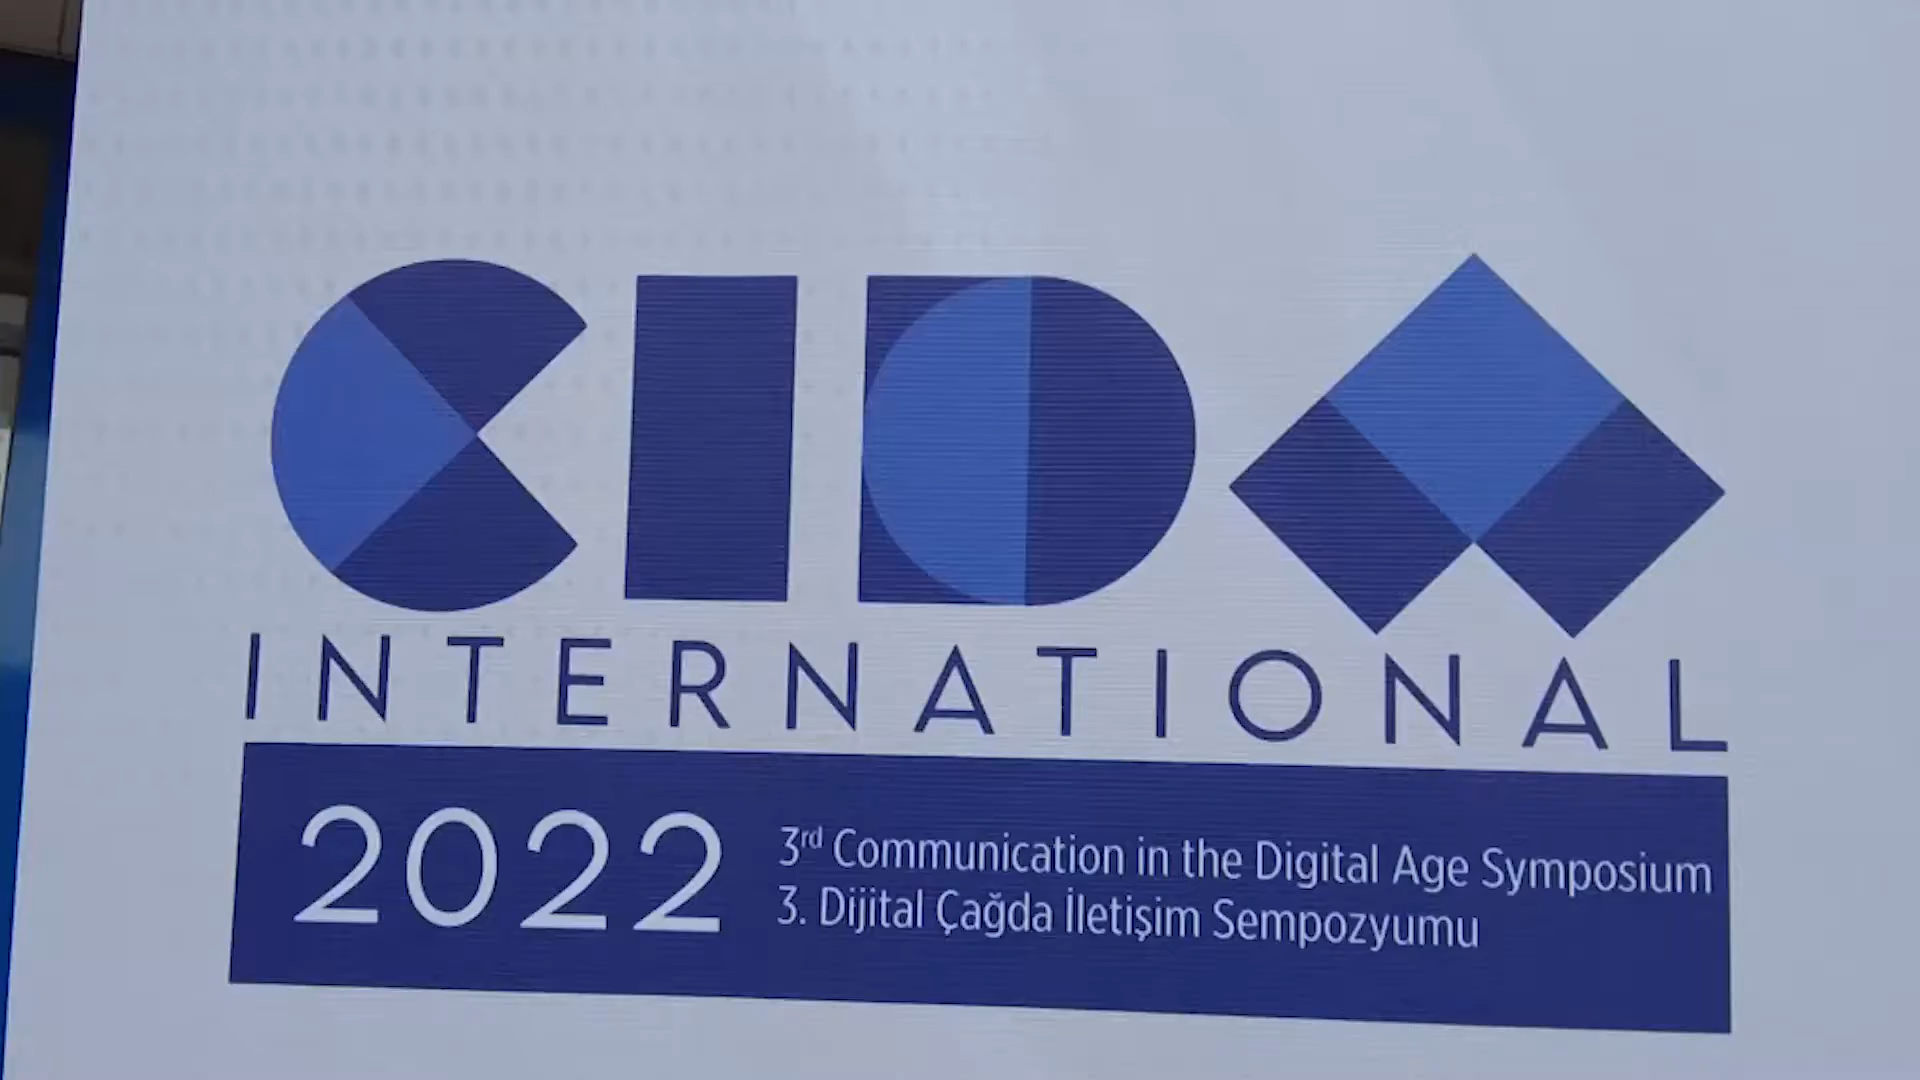 CIDA
INTERNATIONAL
2022
3rd Communication in the Digital Age Symposium
3. Dijital Çağda İletişim Sempozyumu